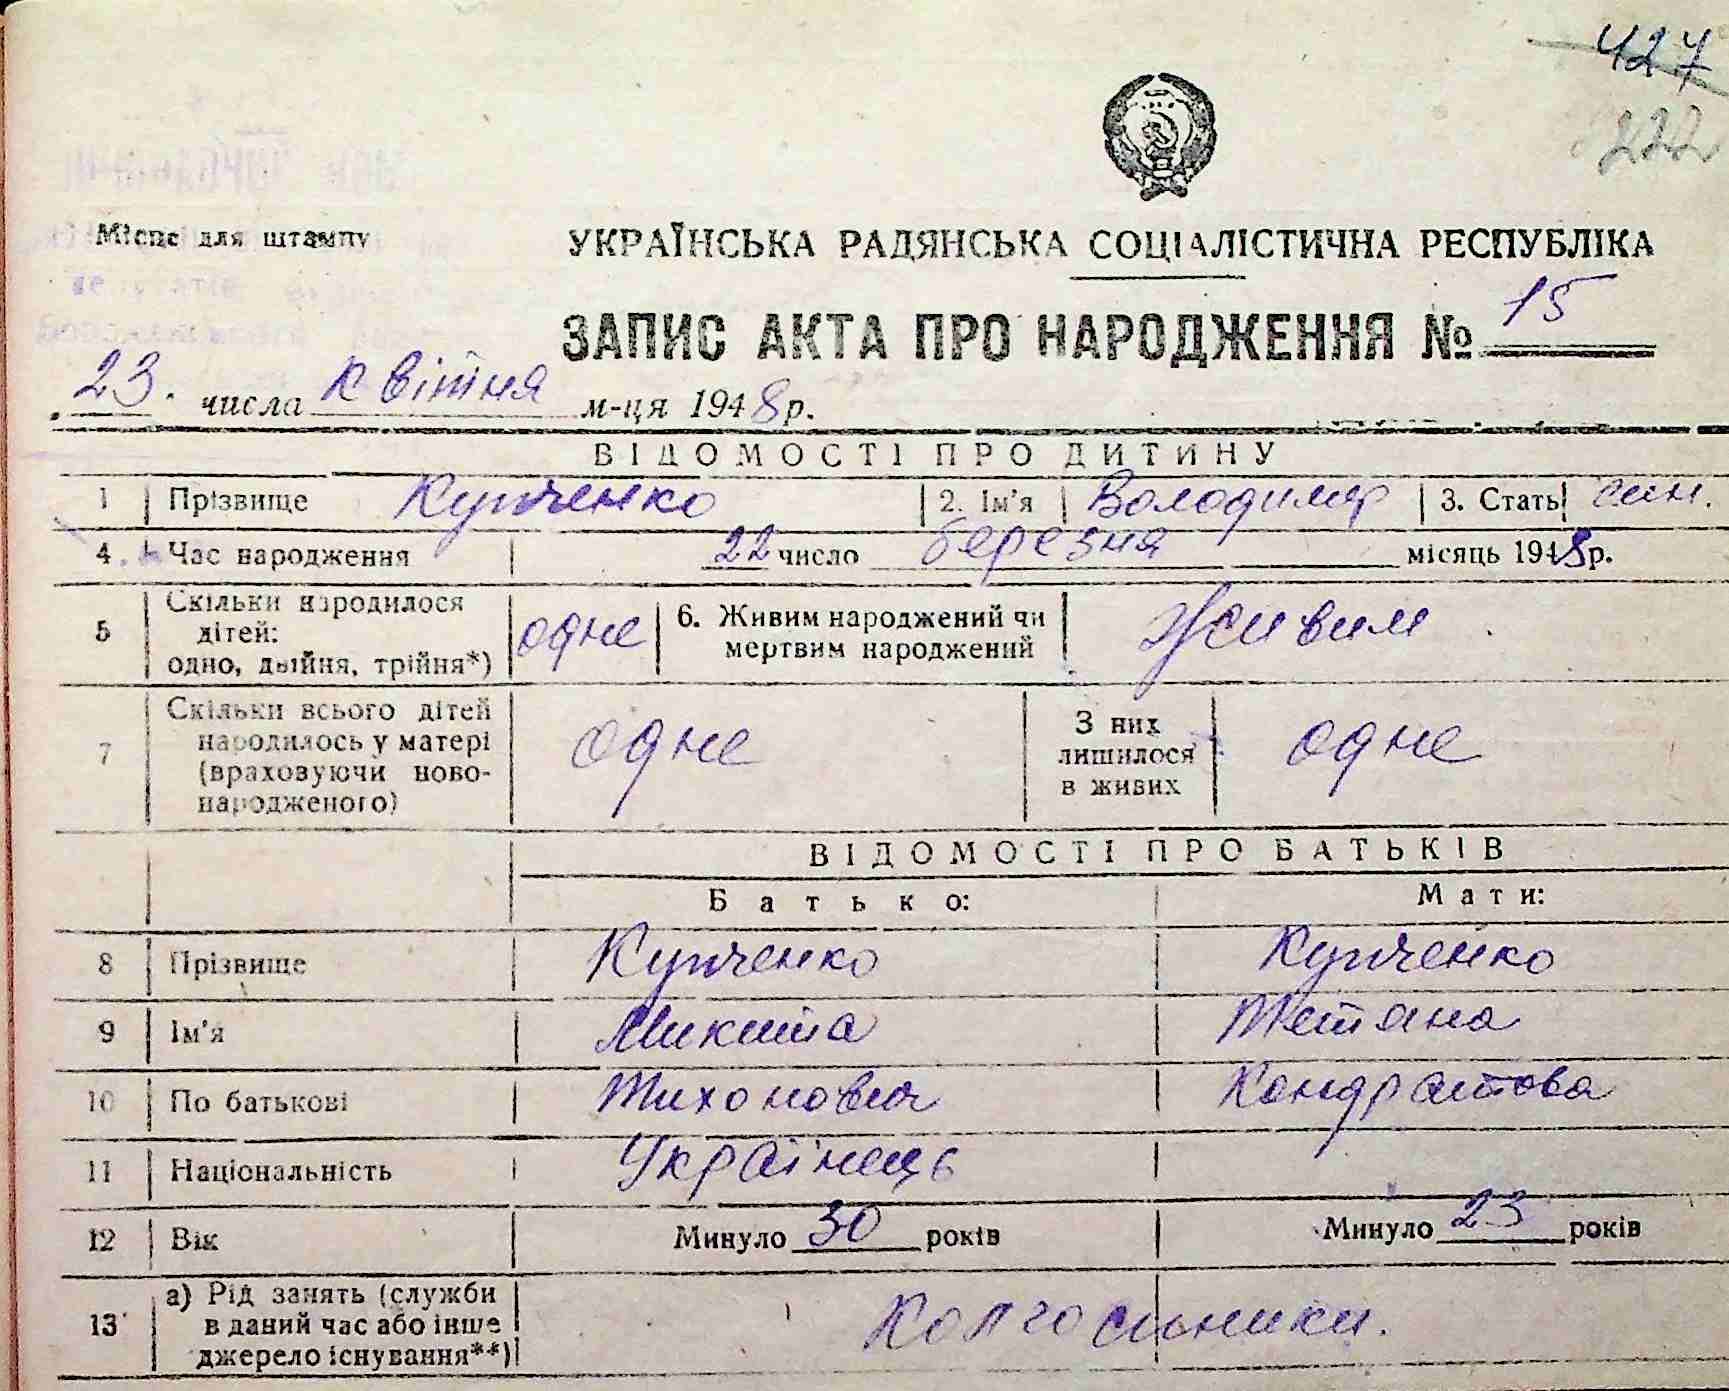 427
222
Місце для штампу
УКРАЇНСЬКА РАДЯНСЬКА СОЦІАЛІСТИЧНА РЕСПУБЛІКА
ЗАПИС АКТА ПРО НАРОДЖЕННЯ № 15
23 числа квітня м-ця 1948 р.
ВІДОМОСТІ ПРО ДИТИНУ
1 Прізвище Купченко 2. Ім'я Володимир 3. Стать син.
4. Час народження 22 число березня місяць 1948 р.
5 Скільки народилося дітей: одно, двійня, трійня*) одне 6. Живим народжений чи мертвим народжений Живим
7 Скільки всього дітей народилось у матері (враховуючи новонародженого) одне З них лишилося в живих одне
ВІДОМОСТІ ПРО БАТЬКІВ
Батько: Мати:
8 Прізвище Купченко Купченко
9 Ім'я Микита Тетяна
10 По батькові Тихонович Кондратова
11 Національність Українець
12 Вік Минуло 30 років Минуло 23 років
13 а) Рід занять (служби в даний час або інше джерело існування**) Колгоспники.